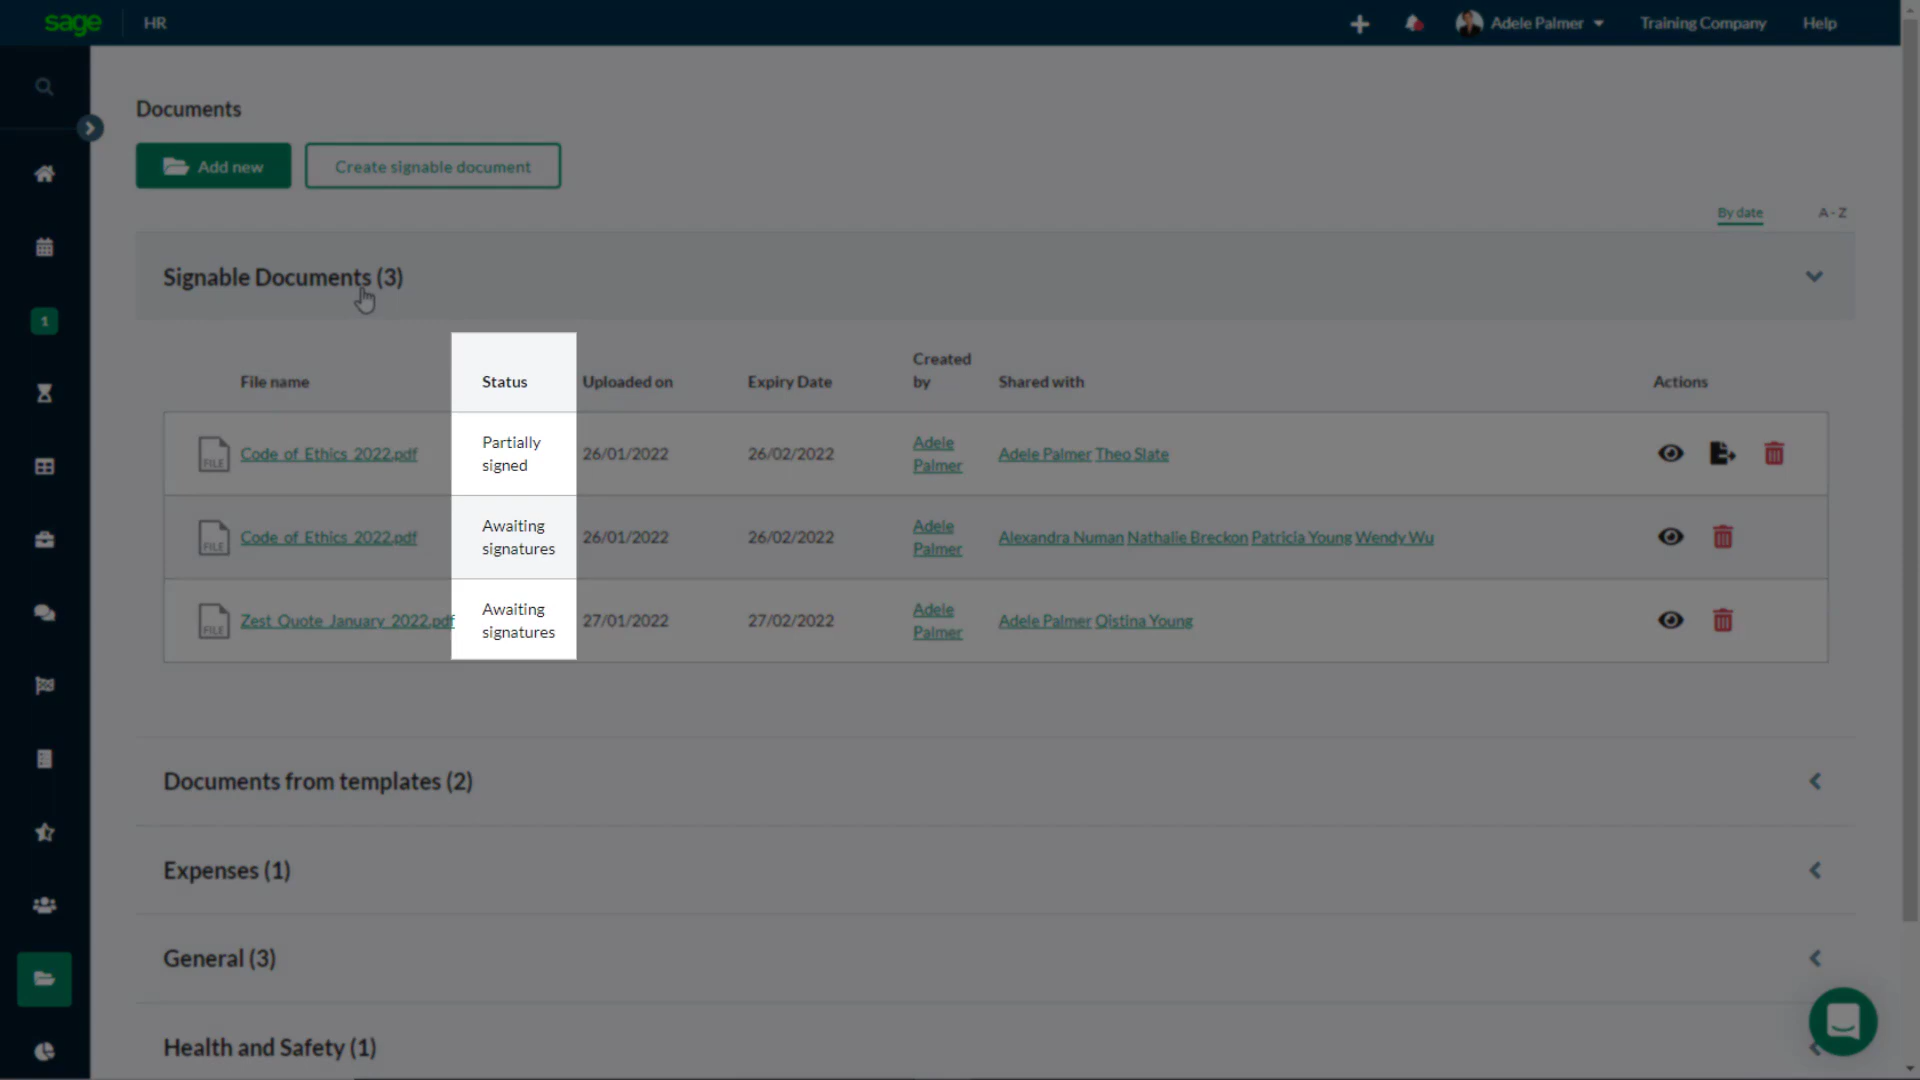 sage HR Adele Palmer Training Company Help
Documents
Add new Create signable document
By date A - Z
Signable Documents (3)
File name Status Uploaded on Expiry Date Created by Shared with Actions
FILE Code of Ethics 2022.pdf Partially signed 26/01/2022 26/02/2022 Adele Palmer Adele Palmer Theo Slate
FILE Code of Ethics 2022.pdf Awaiting signatures 26/01/2022 26/02/2022 Adele Palmer Alexandra Numan Nathalie Breckon Patricia Young Wendy Wu
FILE Zest Quote January 2022.pdf Awaiting signatures 27/01/2022 27/02/2022 Adele Palmer Adele Palmer Qistina Young
1
Documents from templates (2)
Expenses (1)
General (3)
Health and Safety (1)